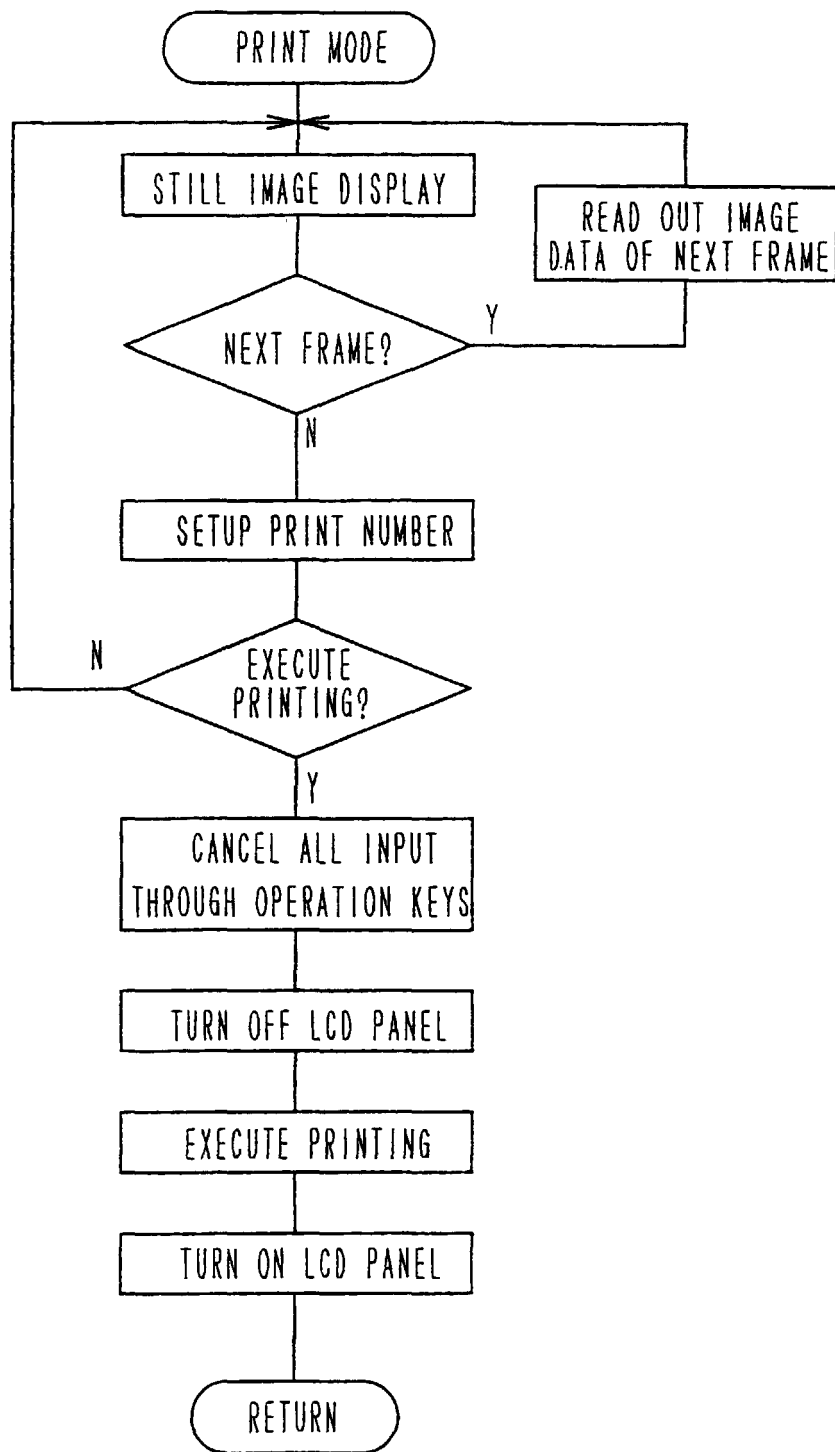 PRINT MODE
STILL IMAGE DISPLAY
READ OUT IMAGE
DATA OF NEXT FRAME
NEXT FRAME?
Y
N
SETUP PRINT NUMBER
N
EXECUTE
PRINTING?
Y
CANCEL ALL INPUT
THROUGH OPERATION KEYS
TURN OFF LCD PANEL
EXECUTE PRINTING
TURN ON LCD PANEL
RETURN